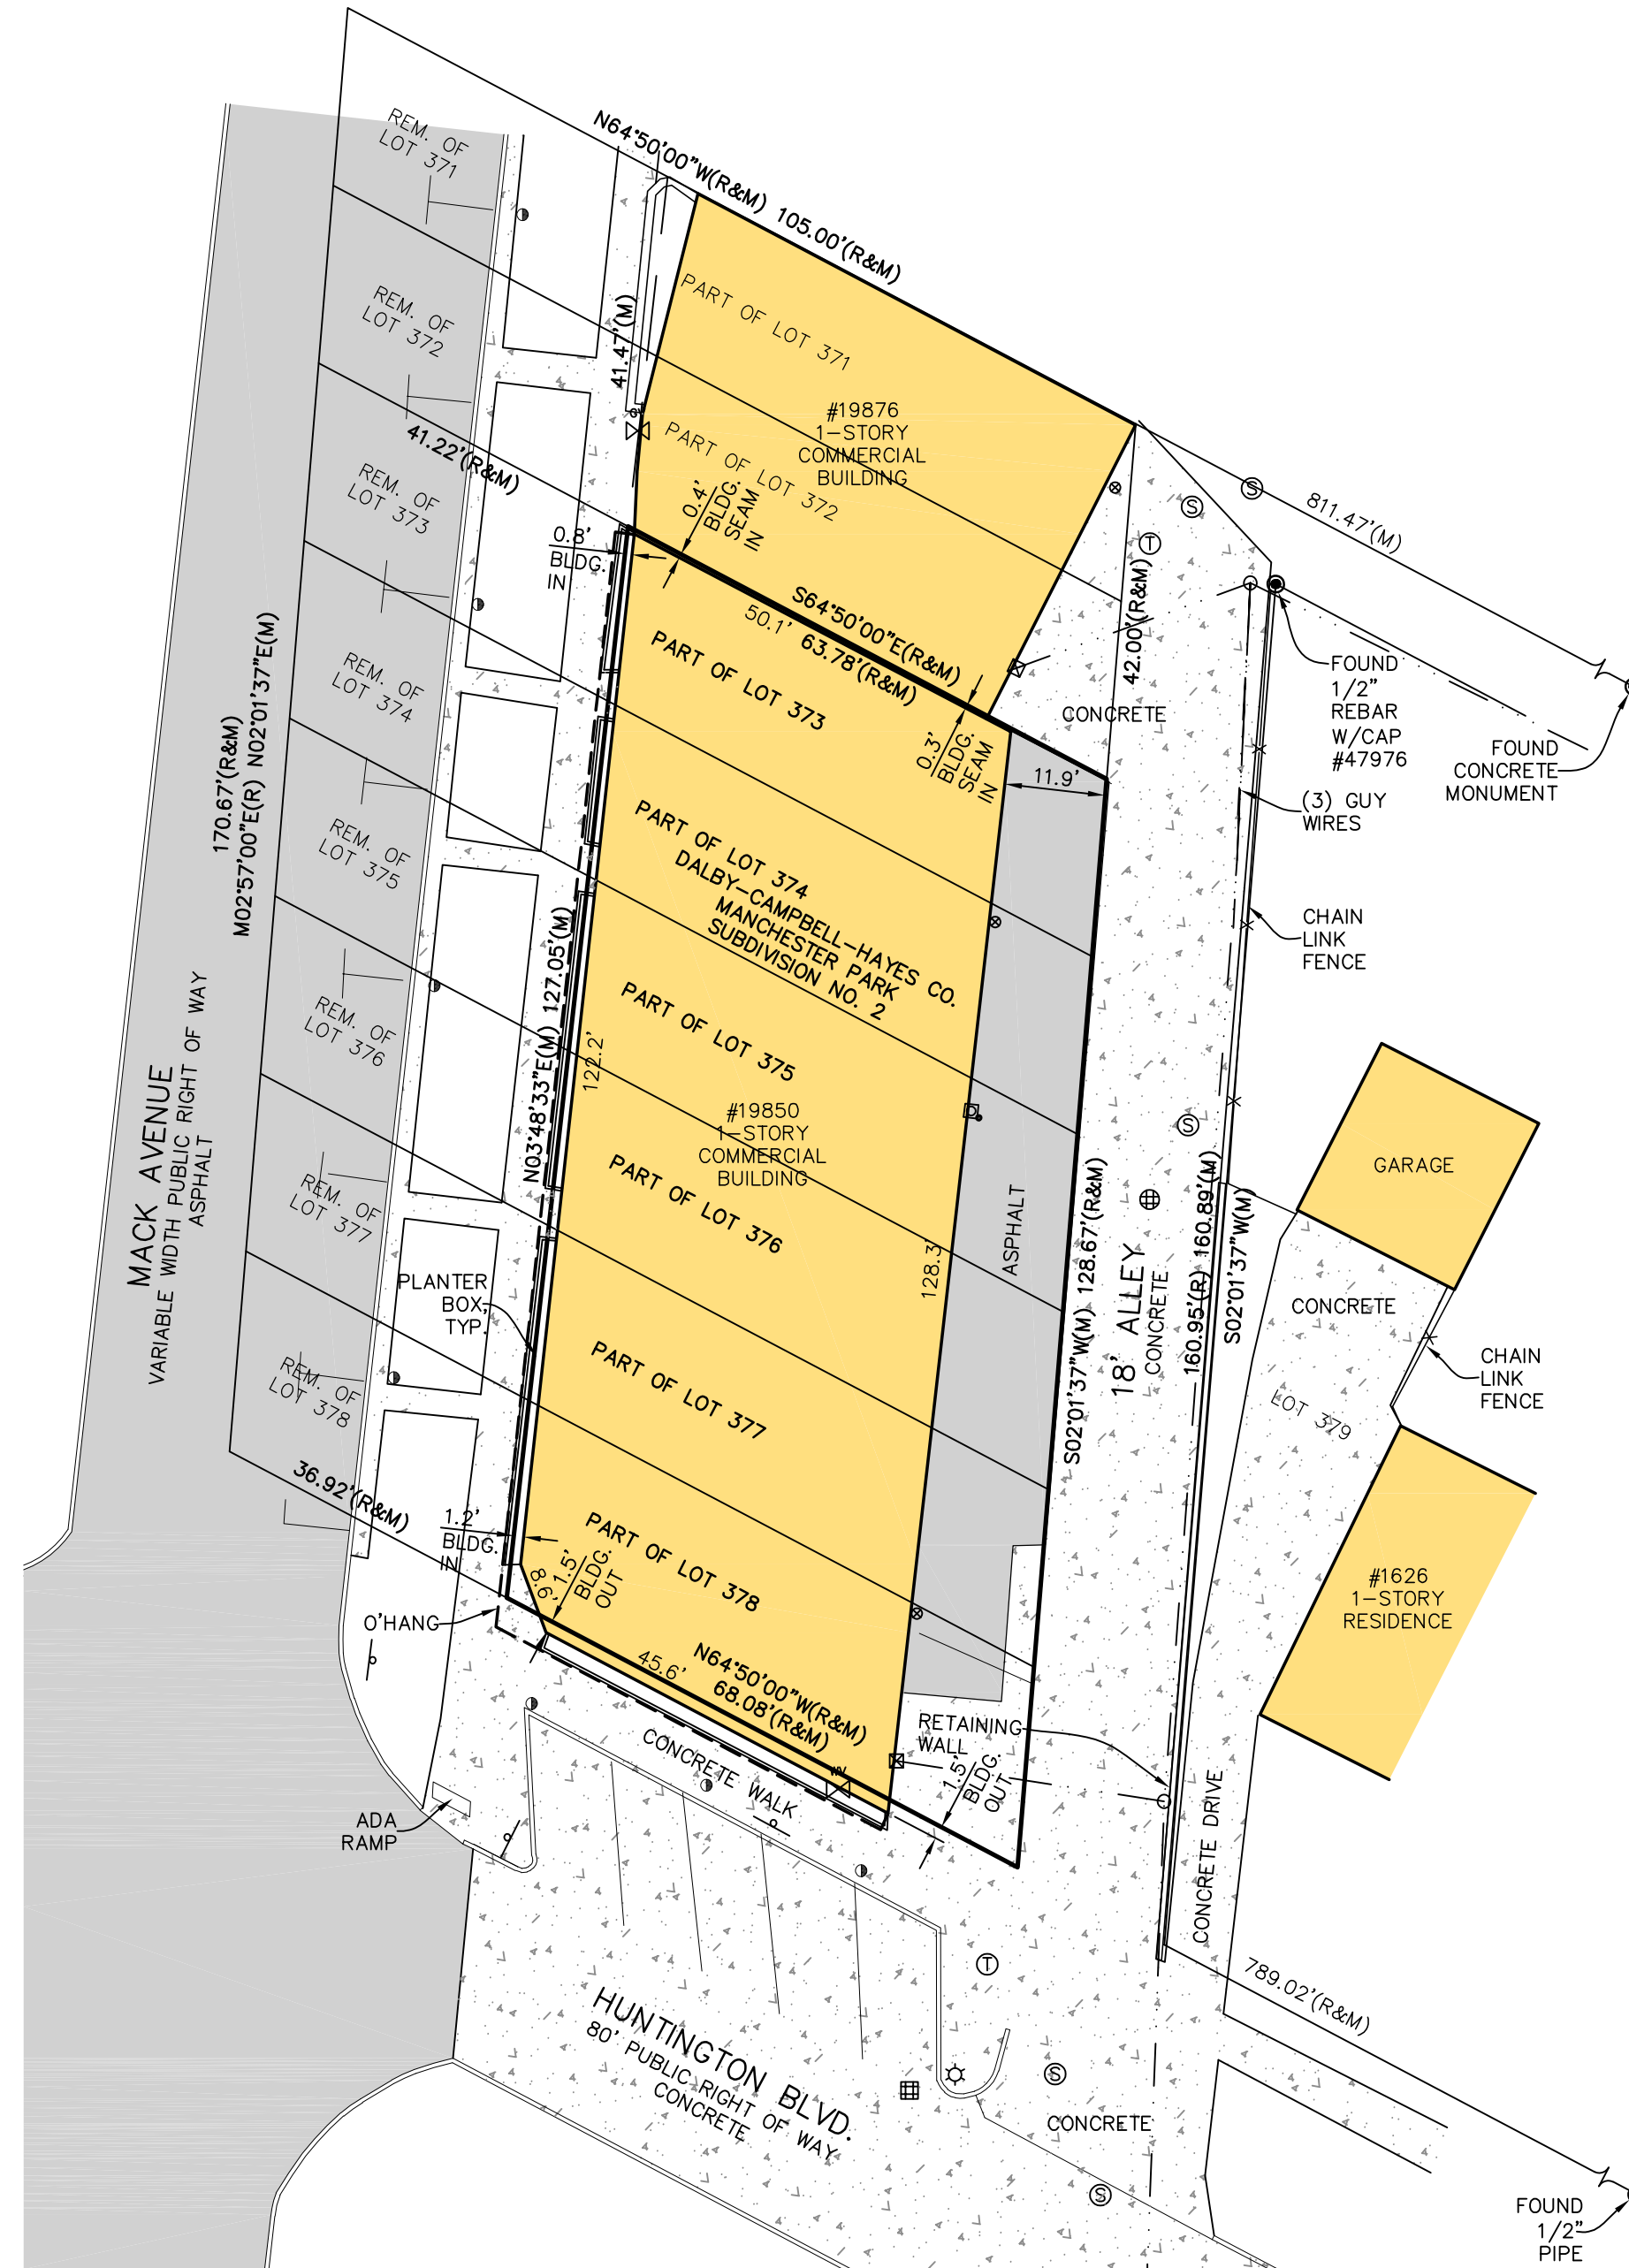 REM. OF
LOT 371
N64°50'00"W(R&M) 105.00'(R&M)
REM. OF
LOT 372
41.47'(M)
PART OF LOT 371
#19876
1-STORY
COMMERCIAL
BUILDING
GV
PART OF LOT 372
41.22'(R&M)
REM. OF
LOT 373
0.4'
BLDG.
SEAM
IN
0.8'
BLDG.
IN
S
S
811.47'(M)
T
42.00'(R&M)
S64°50'00"E(R&M)
50.1'
63.78'(R&M)
PART OF LOT 373
REM. OF
LOT 374
170.67'(R&M)
M02°57'00"E(R) N02°01'37"E(M)
CONCRETE
FOUND
1/2"
REBAR
W/CAP
#47976
FOUND
CONCRETE
MONUMENT
0.3'
BLDG.
SEAM
IN
11.9'
(3) GUY
WIRES
PART OF LOT 374
DALBY-CAMPBELL-HAYES CO.
MANCHESTER PARK
SUBDIVISION NO. 2
REM. OF
LOT 375
CHAIN
LINK
FENCE
N03°48'33"E(M) 127.05'(M)
122.2'
PART OF LOT 375
REM. OF
LOT 376
MACK AVENUE
VARIABLE WIDTH PUBLIC RIGHT OF WAY
ASPHALT
#19850
1-STORY
COMMERCIAL
BUILDING
S
GARAGE
PART OF LOT 376
REM. OF
LOT 377
ASPHALT
128.3'
S02°01'37"W(M) 128.67'(R&M)
18' ALLEY
CONCRETE
160.95'(R) 160.89'(M)
S02°01'37"W(M)
PLANTER
BOX,
TYP.
CONCRETE
CHAIN
LINK
FENCE
PART OF LOT 377
REM. OF
LOT 378
LOT 379
36.92'(R&M)
1.2'
BLDG.
IN
8.6'
1.5'
BLDG.
OUT
PART OF LOT 378
#1626
1-STORY
RESIDENCE
O'HANG
45.6'
N64°50'00"W(R&M)
68.08'(R&M)
RETAINING
WALL
1.5'
BLDG.
OUT
CONCRETE WALK
WV
ADA
RAMP
CONCRETE DRIVE
T
789.02'(R&M)
HUNTINGTON BLVD.
80' PUBLIC RIGHT OF WAY
CONCRETE
S
CONCRETE
S
FOUND
1/2"
PIPE